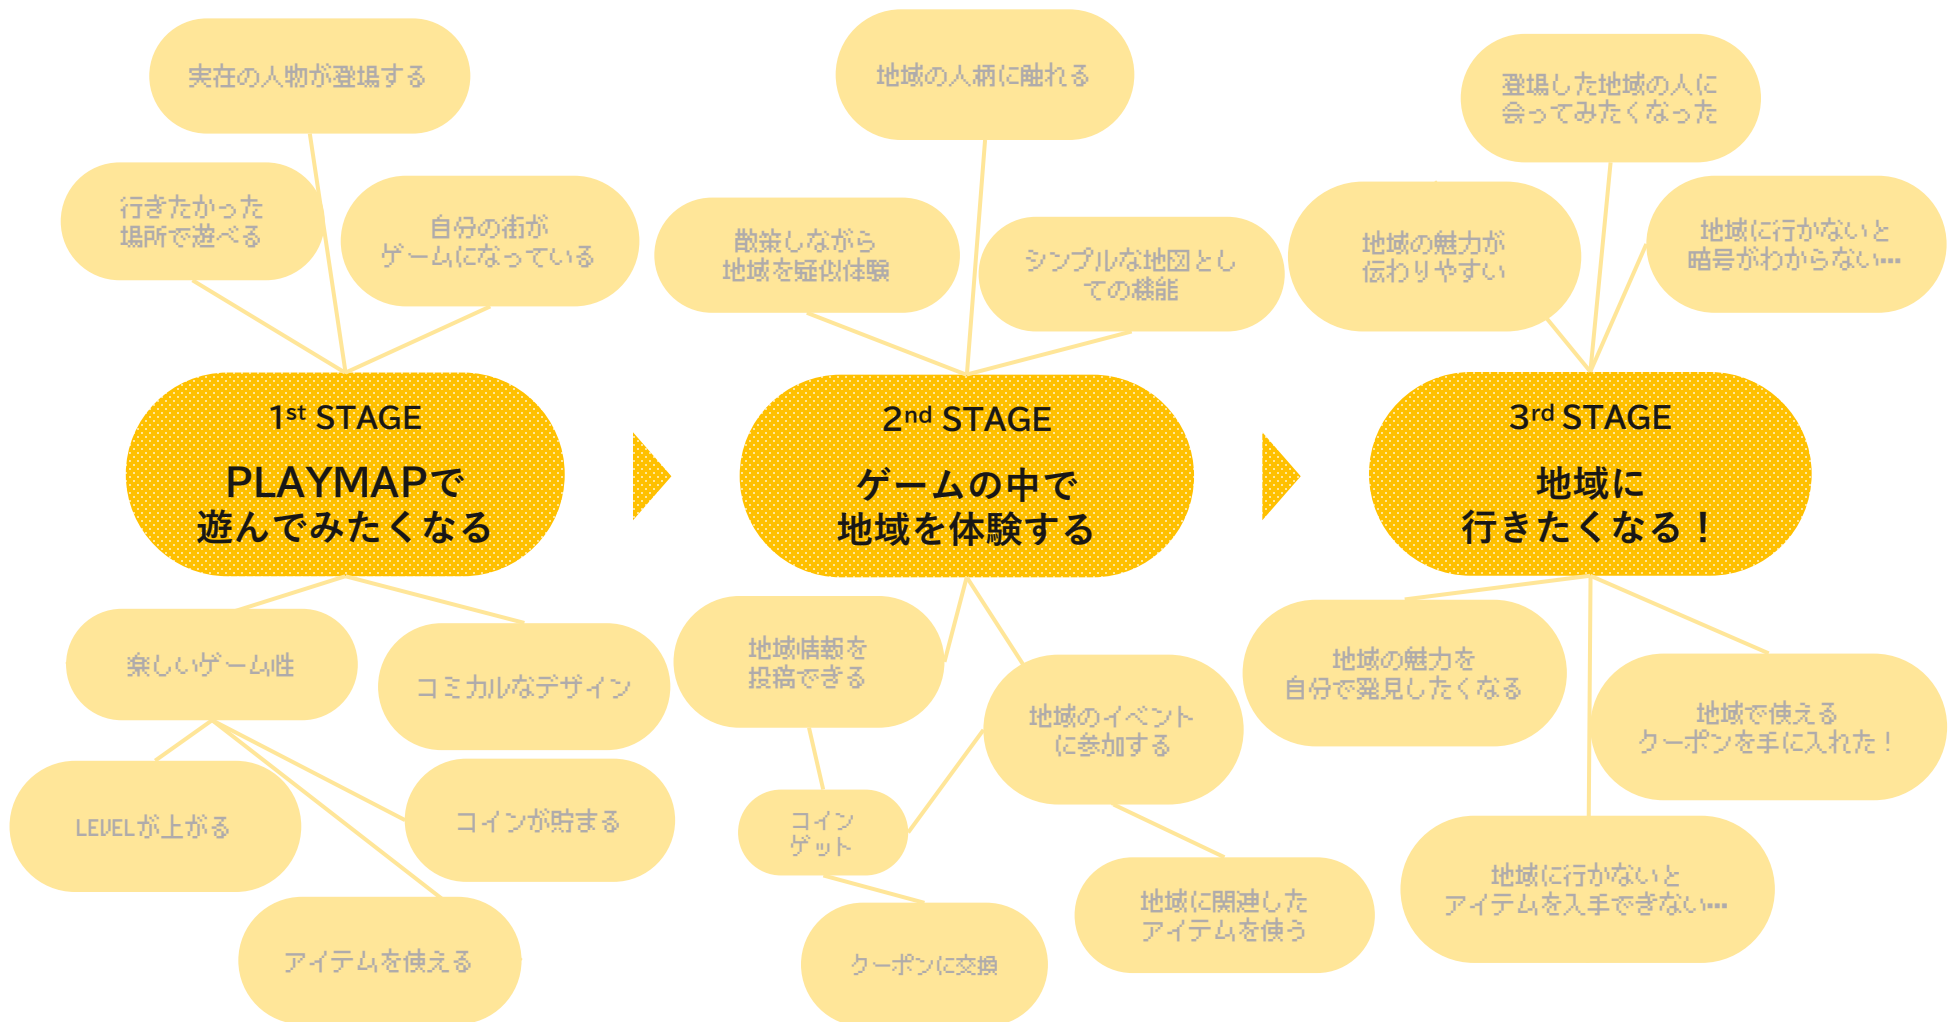 実在の人物が登場する
行きたかった
場所で遊べる
自分の街が
ゲームになっている
1st STAGE
PLAYMAPで
遊んでみたくなる
楽しいゲーム性
コミカルなデザイン
LEVELが上がる
コインが貯まる
アイテムを使える
地域の人柄に触れる
散策しながら
地域を疑似体験
シンプルな地図とし
ての機能
2nd STAGE
ゲームの中で
地域を体験する
地域情報を
投稿できる
地域のイベント
に参加する
コイン
ゲット
クーポンに交換
地域に関連した
アイテムを使う
登場した地域の人に
会ってみたくなった
地域の魅力が
伝わりやすい
地域に行かないと
暗号がわからない…
3rd STAGE
地域に
行きたくなる！
地域の魅力を
自分で発見したくなる
地域で使える
クーポンを手に入れた！
地域に行かないと
アイテムを入手できない…